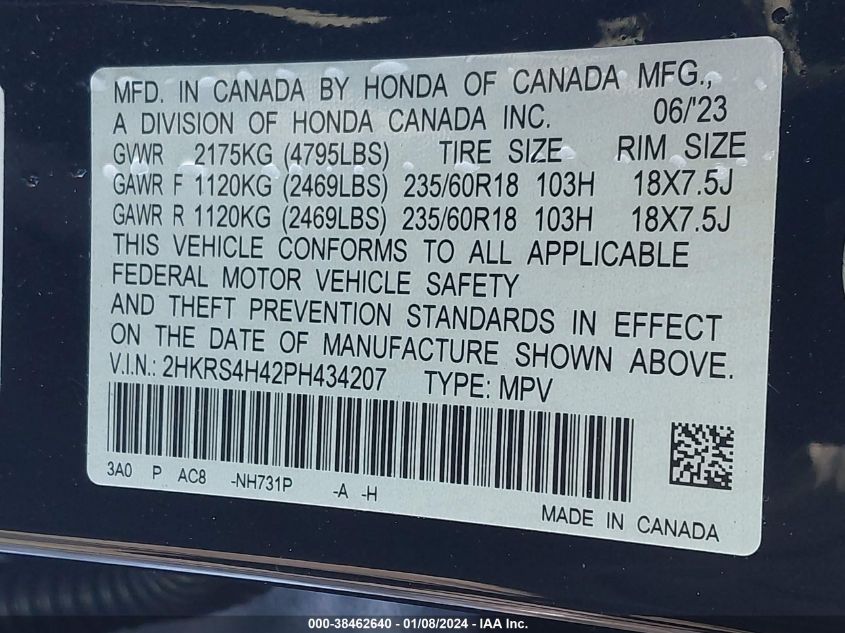 MFD. IN CANADA BY HONDA OF CANADA MFG.,
A DIVISION OF HONDA CANADA INC. 06/'23
GVWR 2175KG (4795LBS) TIRE SIZE RIM SIZE
GAWR F 1120KG (2469LBS) 235/60R18 103H 18X7.5J
GAWR R 1120KG (2469LBS) 235/60R18 103H 18X7.5J
THIS VEHICLE CONFORMS TO ALL APPLICABLE
FEDERAL MOTOR VEHICLE SAFETY
AND THEFT PREVENTION STANDARDS IN EFFECT
ON THE DATE OF MANUFACTURE SHOWN ABOVE.
V.I.N.: 2HKRS4H42PH434207 TYPE: MPV
3A0 P AC8 -NH731P -A -H
MADE IN CANADA
000-38462640 - 01/08/2024 - IAA Inc.